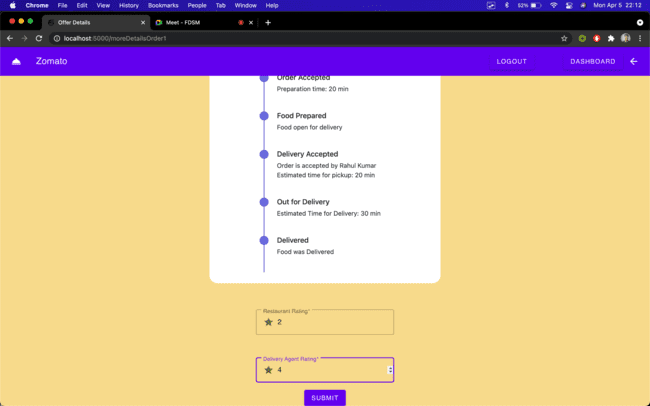 Chrome File Edit View History Bookmarks People Tab Window Help 52% Mon Apr 5 22:12
Offer Details Meet - FDSM
localhost:5000/moreDetailsOrder1
Zomato LOGOUT DASHBOARD
Order Accepted
Preparation time: 20 min
Food Prepared
Food open for delivery
Delivery Accepted
Order is accepted by Rahul Kumar
Estimated time for pickup: 20 min
Out for Delivery
Estimated Time for Delivery: 30 min
Delivered
Food was Delivered
Restaurant Rating*
2
Delivery Agent Rating*
4
SUBMIT